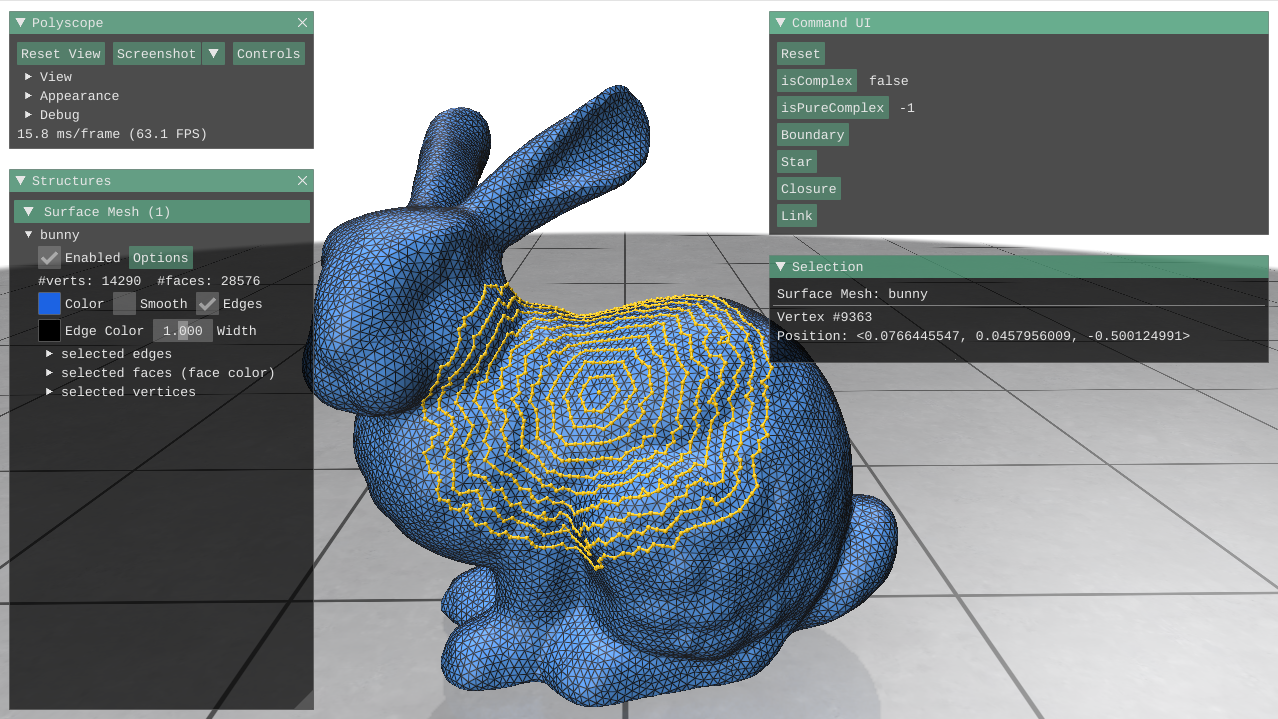 Polyscope
Reset View Screenshot Controls
View
Appearance
Debug
15.8 ms/frame (63.1 FPS)
Structures
Surface Mesh (1)
bunny
Enabled Options
#verts: 14290 #faces: 28576
Color Smooth Edges
Edge Color 1.000 Width
selected edges
selected faces (face color)
selected vertices
Command UI
Reset
isComplex false
isPureComplex -1
Boundary
Star
Closure
Link
Selection
Surface Mesh: bunny
Vertex #9363
Position: <0.0766445547, 0.0457956009, -0.500124991>